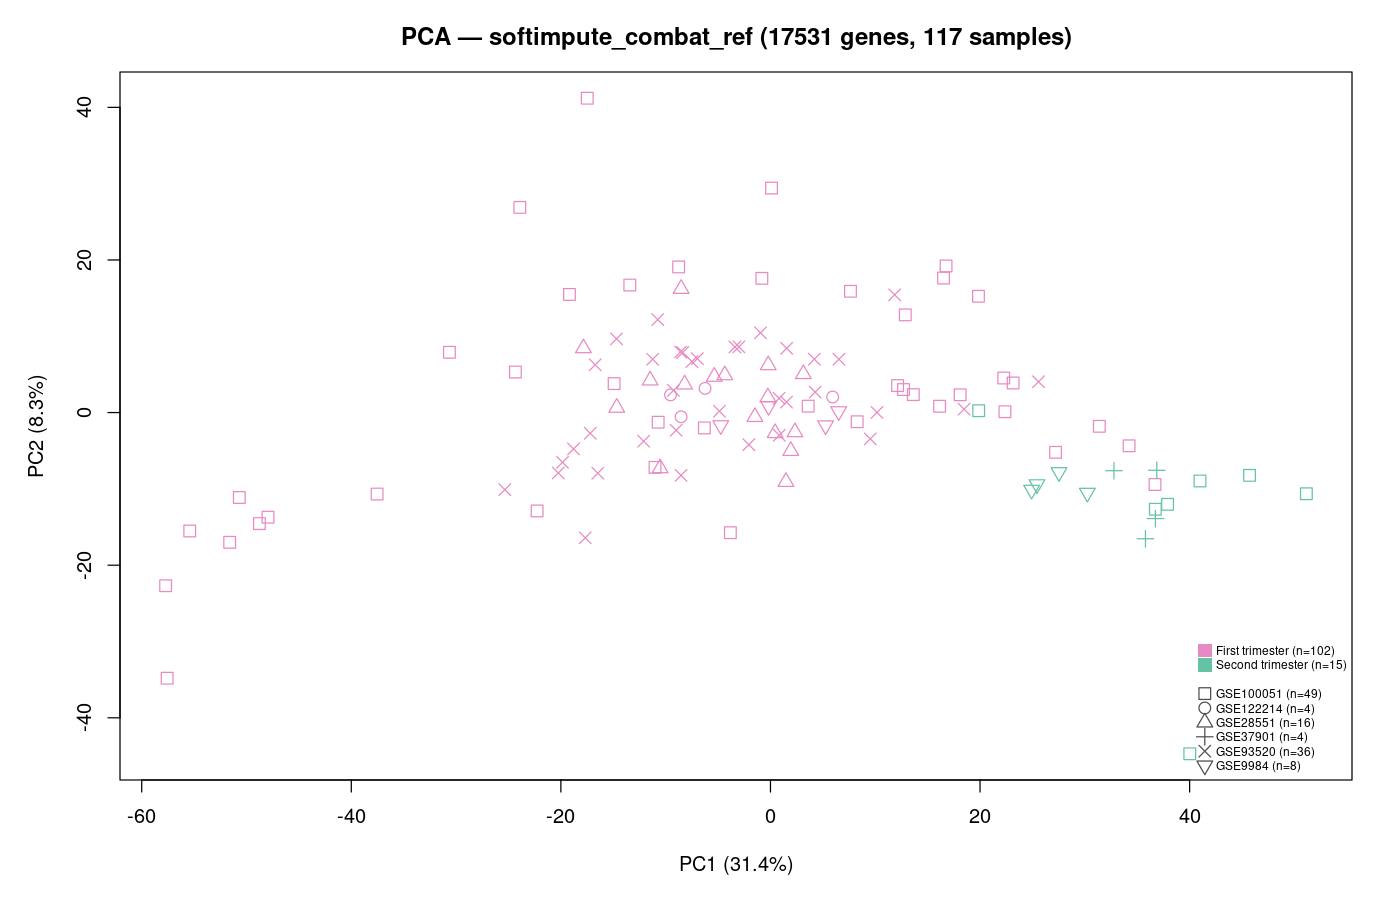 PCA — softimpute_combat_ref (17531 genes, 117 samples)
40
20
0
-20
-40
PC2 (8.3%)
First trimester (n=102)
Second trimester (n=15)
GSE100051 (n=49)
GSE122214 (n=4)
GSE28551 (n=16)
GSE37901 (n=4)
GSE93520 (n=36)
GSE9984 (n=8)
-60 -40 -20 0 20 40
PC1 (31.4%)